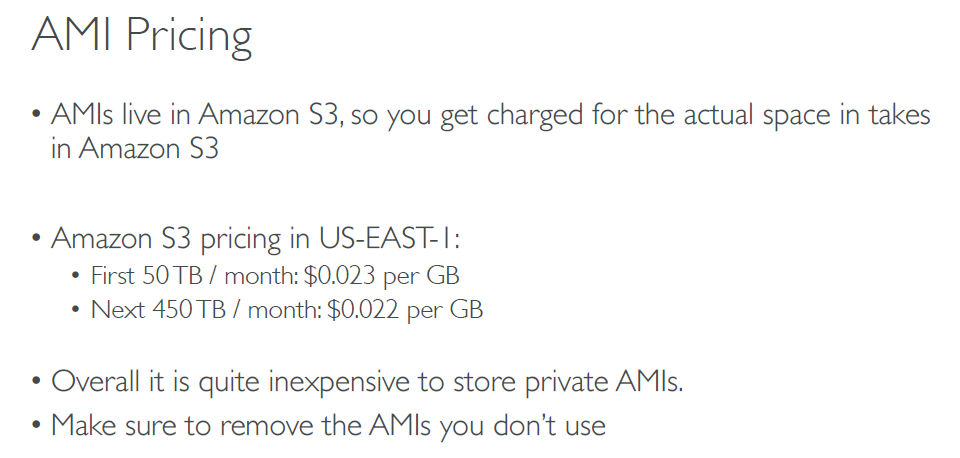 AMI Pricing
• AMIs live in Amazon S3, so you get charged for the actual space in takes
in Amazon S3
• Amazon S3 pricing in US-EAST-1:
• First 50 TB / month: $0.023 per GB
• Next 450 TB / month: $0.022 per GB
• Overall it is quite inexpensive to store private AMIs.
• Make sure to remove the AMIs you don’t use